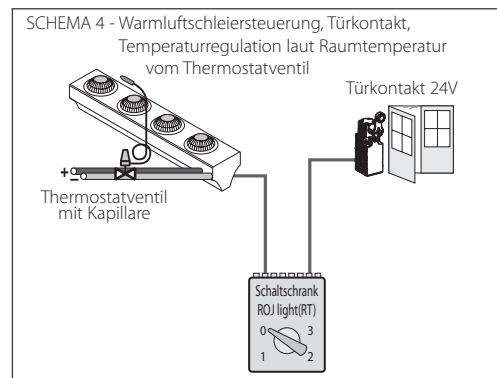 SCHEMA 4 - Warmluftschleiersteuerung, Türkontakt,
Temperaturregulation laut Raumtemperatur
vom Thermostatventil
Türkontakt 24V
+
–
Thermostatventil
mit Kapillare
Schaltschrank
ROJ light(RT)
0 3
1 2